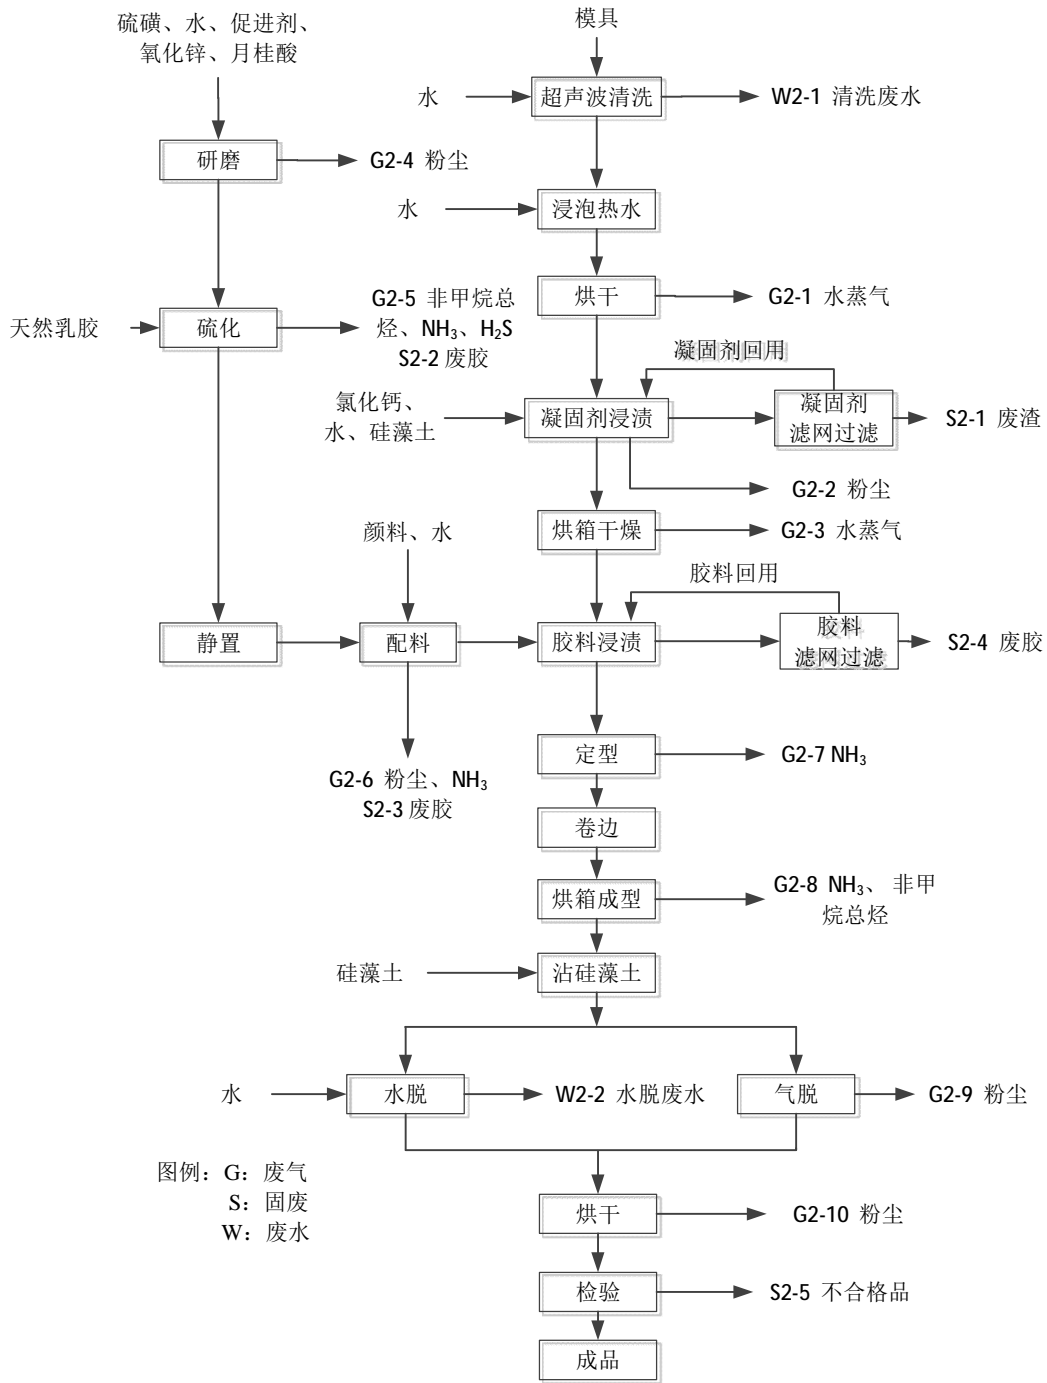 硫磺、水、促进剂、
氧化锌、月桂酸
模具
水
超声波清洗
W2-1 清洗废水
研磨
G2-4 粉尘
水
浸泡热水
G2-5 非甲烷总
烃、NH₃、H₂S
S2-2 废胶
烘干
G2-1 水蒸气
天然乳胶
硫化
凝固剂回用
氯化钙、
水、硅藻土
凝固剂浸渍
凝固剂
滤网过滤
S2-1 废渣
G2-2 粉尘
颜料、水
烘箱干燥
G2-3 水蒸气
胶料回用
静置
配料
胶料浸渍
胶料
滤网过滤
S2-4 废胶
定型
G2-7 NH₃
G2-6 粉尘、NH₃
S2-3 废胶
卷边
烘箱成型
G2-8 NH₃、 非甲
烷总烃
硅藻土
沾硅藻土
水
水脱
W2-2 水脱废水
气脱
G2-9 粉尘
图例：G：废气
S：固废
W：废水
烘干
G2-10 粉尘
检验
S2-5 不合格品
成品